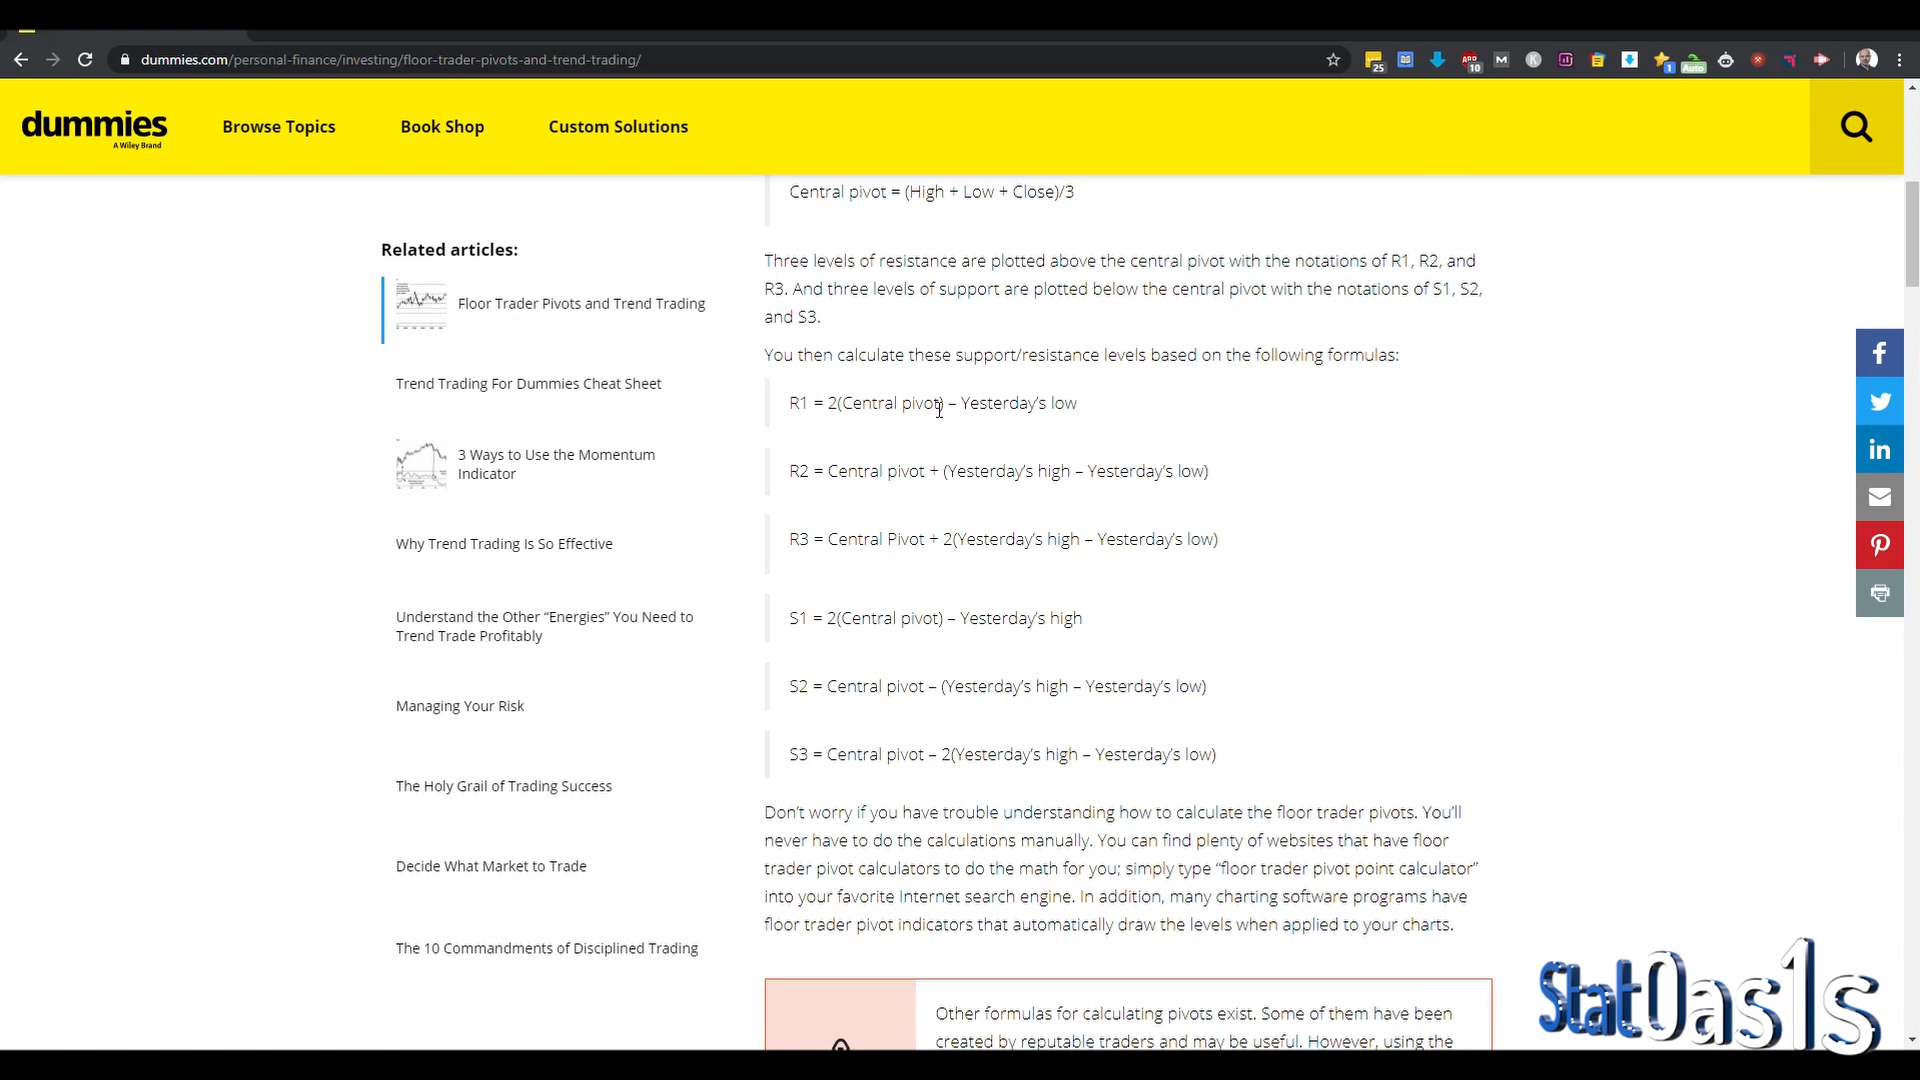 dummies.com/personal-finance/investing/floor-trader-pivots-and-trend-trading/
25
10
1
Auto
dummies
A Wiley Brand
Browse Topics
Book Shop
Custom Solutions
Central pivot = (High + Low + Close)/3
Related articles:
Floor Trader Pivots and Trend Trading
Trend Trading For Dummies Cheat Sheet
3 Ways to Use the Momentum
Indicator
Why Trend Trading Is So Effective
Understand the Other “Energies” You Need to
Trend Trade Profitably
Managing Your Risk
The Holy Grail of Trading Success
Decide What Market to Trade
The 10 Commandments of Disciplined Trading
Three levels of resistance are plotted above the central pivot with the notations of R1, R2, and
R3. And three levels of support are plotted below the central pivot with the notations of S1, S2,
and S3.
You then calculate these support/resistance levels based on the following formulas:
R1 = 2(Central pivot) – Yesterday’s low
R2 = Central pivot + (Yesterday’s high – Yesterday’s low)
R3 = Central Pivot + 2(Yesterday’s high – Yesterday’s low)
S1 = 2(Central pivot) – Yesterday’s high
S2 = Central pivot – (Yesterday’s high – Yesterday’s low)
S3 = Central pivot – 2(Yesterday’s high – Yesterday’s low)
Don’t worry if you have trouble understanding how to calculate the floor trader pivots. You’ll
never have to do the calculations manually. You can find plenty of websites that have floor
trader pivot calculators to do the math for you; simply type “floor trader pivot point calculator”
into your favorite Internet search engine. In addition, many charting software programs have
floor trader pivot indicators that automatically draw the levels when applied to your charts.
Other formulas for calculating pivots exist. Some of them have been
created by reputable traders and may be useful. However, using the
StatOas1s